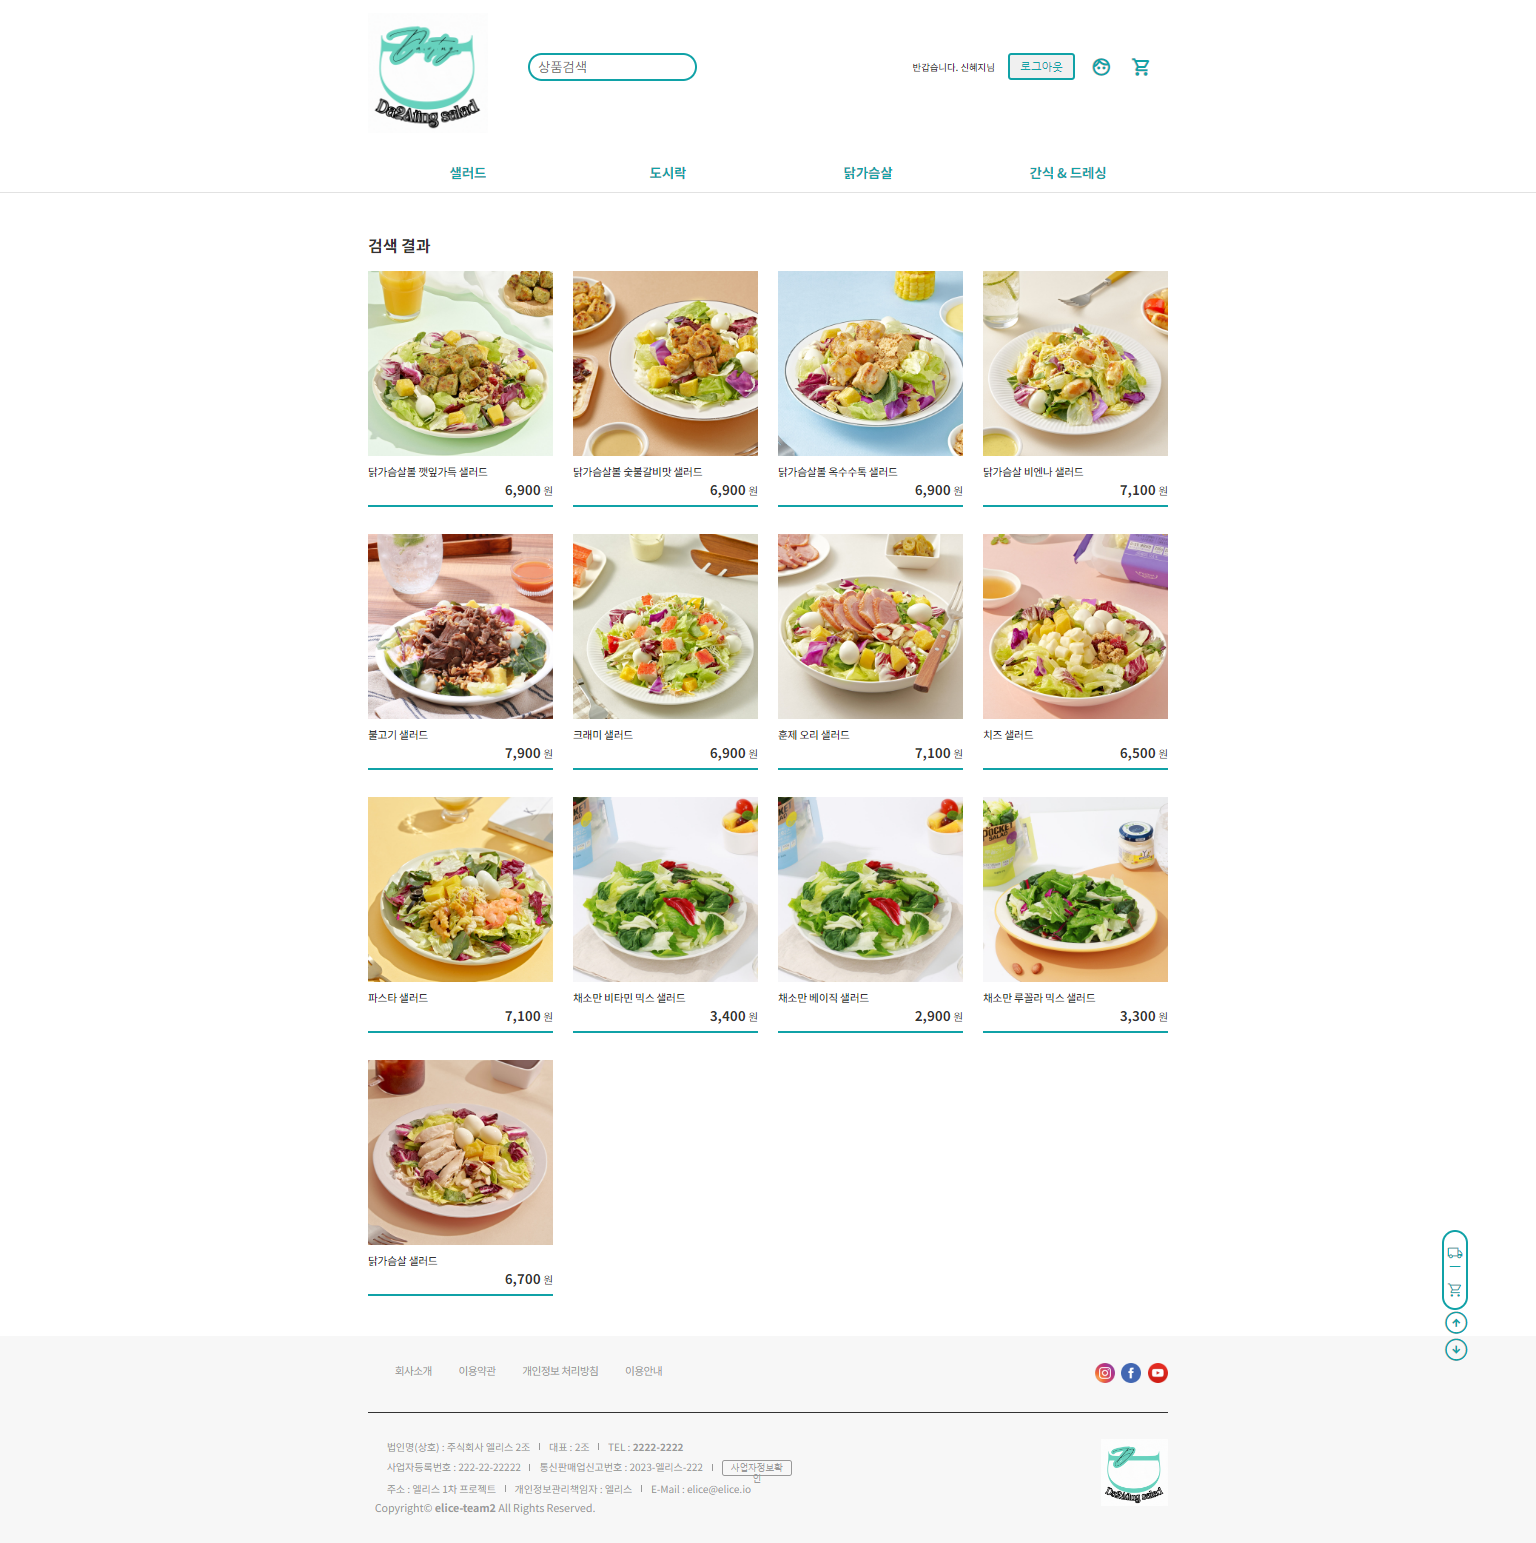 Da2Aing salad
상품검색
반갑습니다. 신혜지님
로그아웃
샐러드
도시락
닭가슴살
간식 & 드레싱
검색 결과
닭가슴살볼 깻잎가득 샐러드
6,900 원
닭가슴살볼 숯불갈비맛 샐러드
6,900 원
닭가슴살볼 옥수수톡 샐러드
6,900 원
닭가슴살 비엔나 샐러드
7,100 원
불고기 샐러드
7,900 원
크래미 샐러드
6,900 원
훈제 오리 샐러드
7,100 원
치즈 샐러드
6,500 원
파스타 샐러드
7,100 원
채소만 비타민 믹스 샐러드
3,400 원
채소만 베이직 샐러드
2,900 원
POCKET SALAD
채소만 루꼴라 믹스 샐러드
3,300 원
닭가슴살 샐러드
6,700 원
회사소개
이용약관
개인정보 처리방침
이용안내
법인명(상호) : 주식회사 엘리스 2조 ㅣ 대표 : 2조 ㅣ TEL : 2222-2222
사업자등록번호 : 222-22-22222 ㅣ 통신판매업신고번호 : 2023-엘리스-222 ㅣ 사업자정보확인
주소 : 엘리스 1차 프로젝트 ㅣ 개인정보관리책임자 : 엘리스 ㅣ E-Mail : elice@elice.io
Copyright© elice-team2 All Rights Reserved.
Da2Aing salad